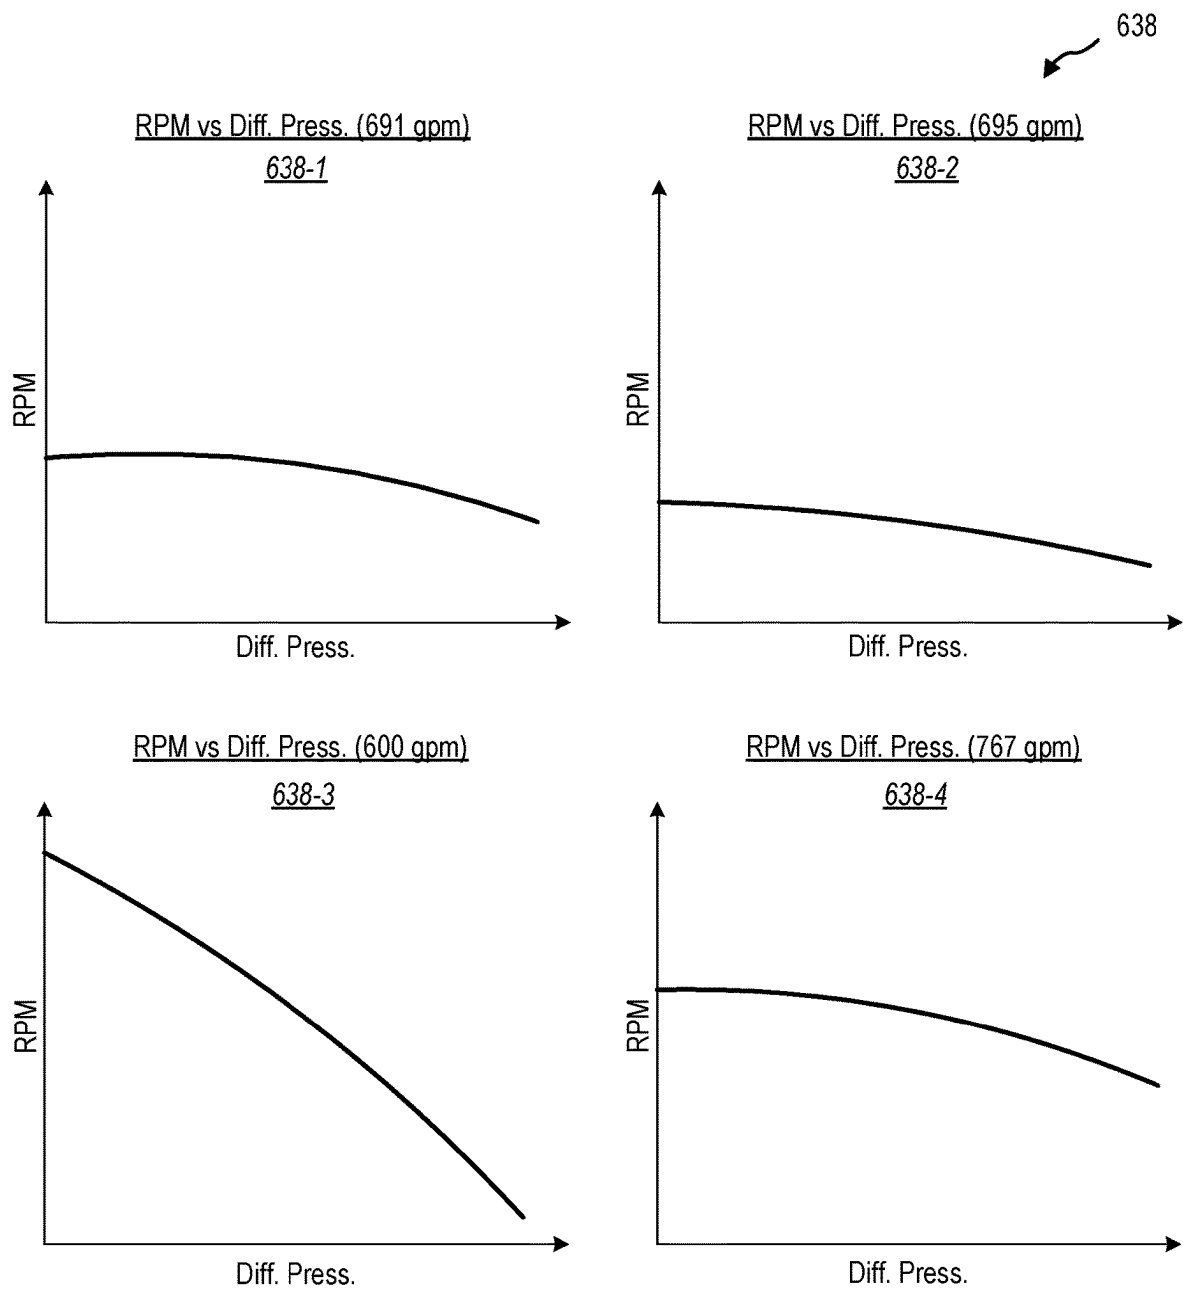 638
RPM vs Diff. Press. (691 gpm)
638-1
RPM
Diff. Press.
RPM vs Diff. Press. (695 gpm)
638-2
RPM
Diff. Press.
RPM vs Diff. Press. (600 gpm)
638-3
RPM
Diff. Press.
RPM vs Diff. Press. (767 gpm)
638-4
RPM
Diff. Press.